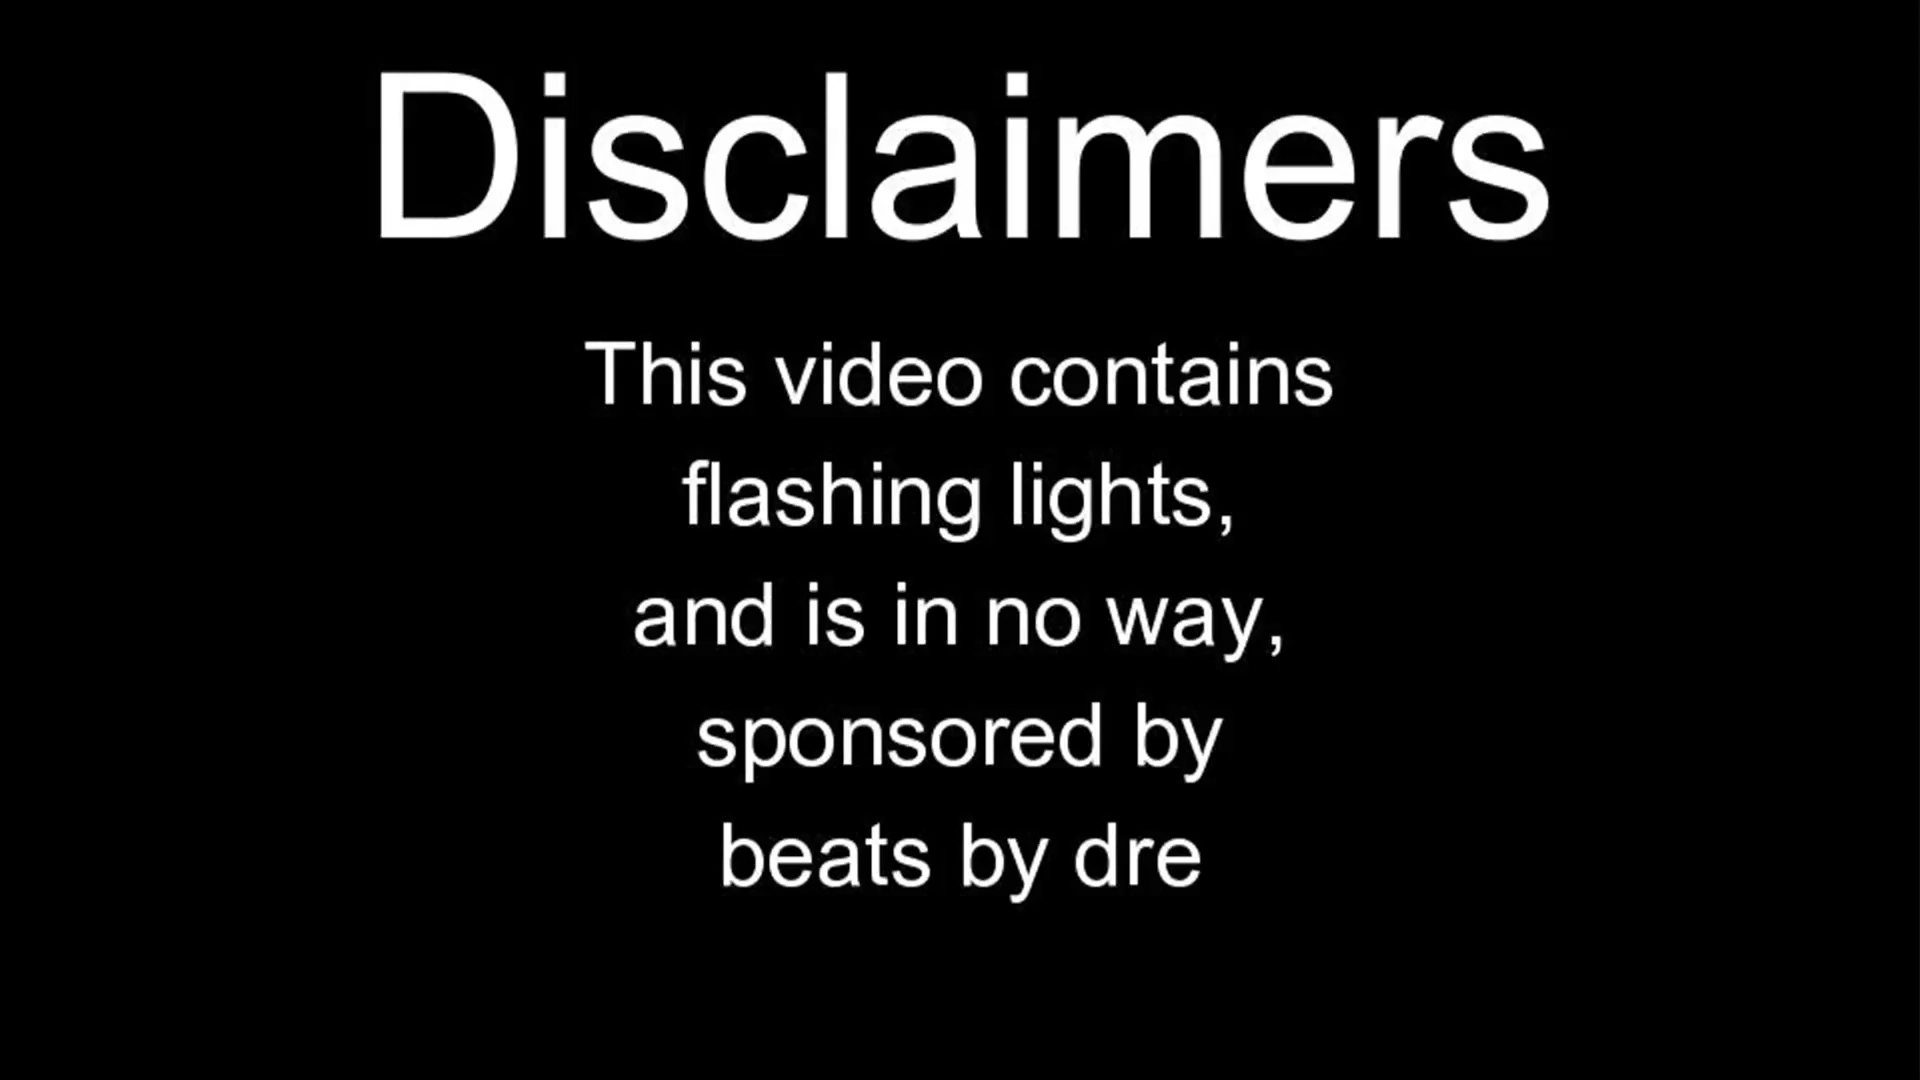 Disclaimers
This video contains
flashing lights,
and is in no way,
sponsored by
beats by dre